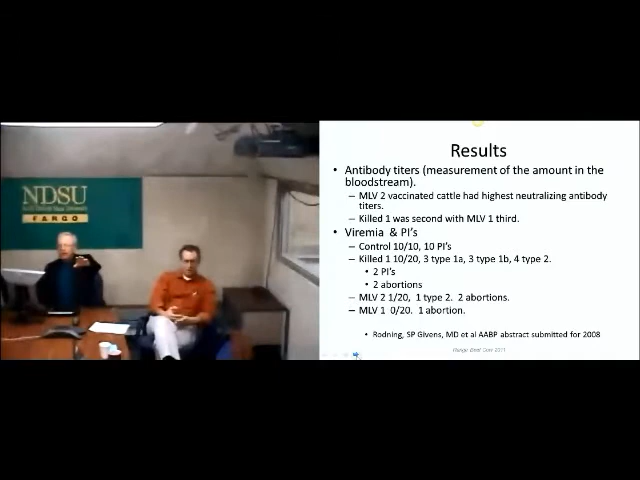 NDSU
FARGO
Results
• Antibody titers (measurement of the amount in the
bloodstream).
– MLV 2 vaccinated cattle had highest neutralizing antibody
titers.
– Killed 1 was second with MLV 1 third.
• Viremia & PI's
– Control 10/10, 10 PI's
– Killed 1 10/20, 3 type 1a, 3 type 1b, 4 type 2.
• 2 PI's
• 2 abortions
– MLV 2 1/20, 1 type 2. 2 abortions.
– MLV 1 0/20. 1 abortion.
• Rodning, SP Givens, MD et al AABP abstract submitted for 2008